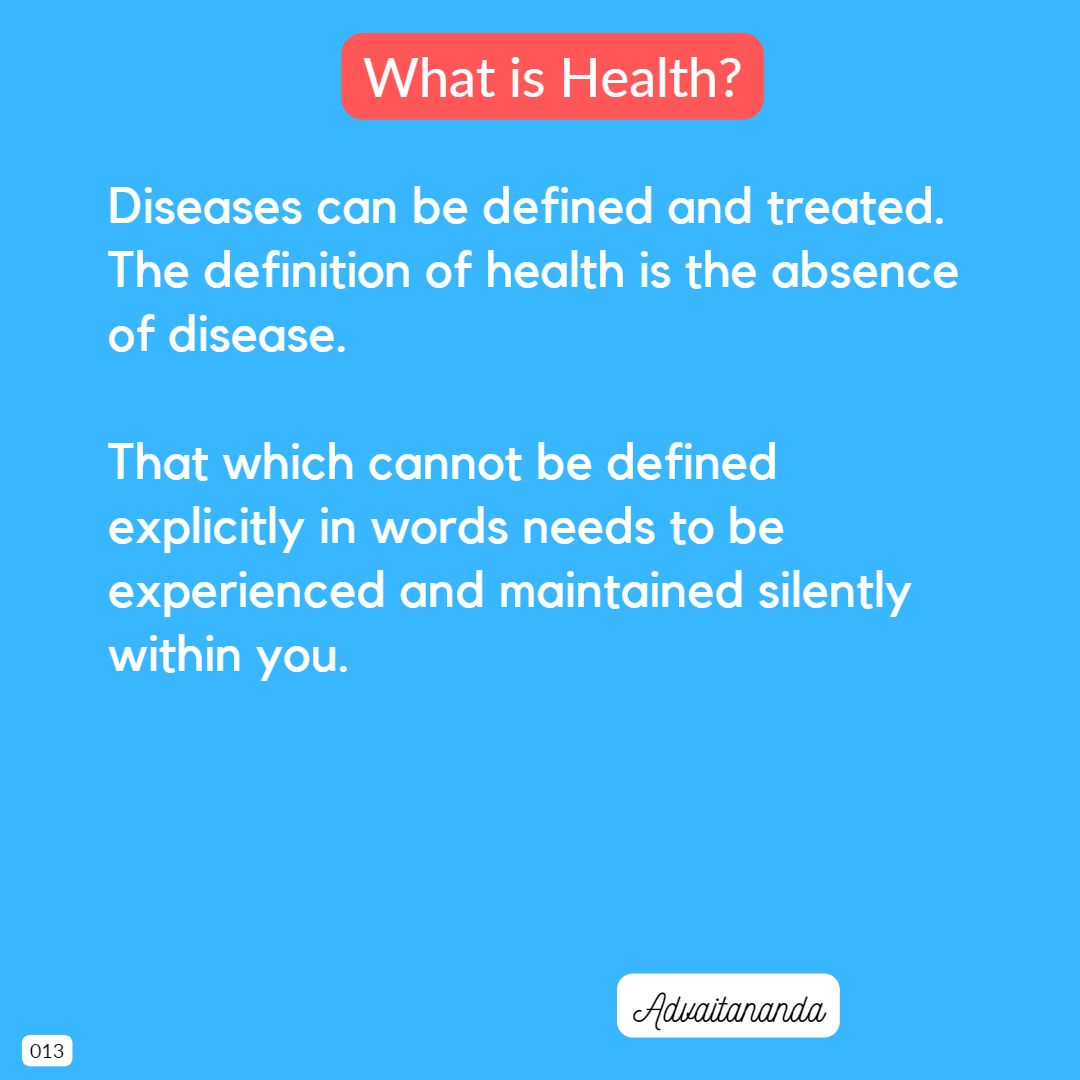 What is Health?
Diseases can be defined and treated.
The definition of health is the absence
of disease.
That which cannot be defined
explicitly in words needs to be
experienced and maintained silently
within you.
Advaitananda
013